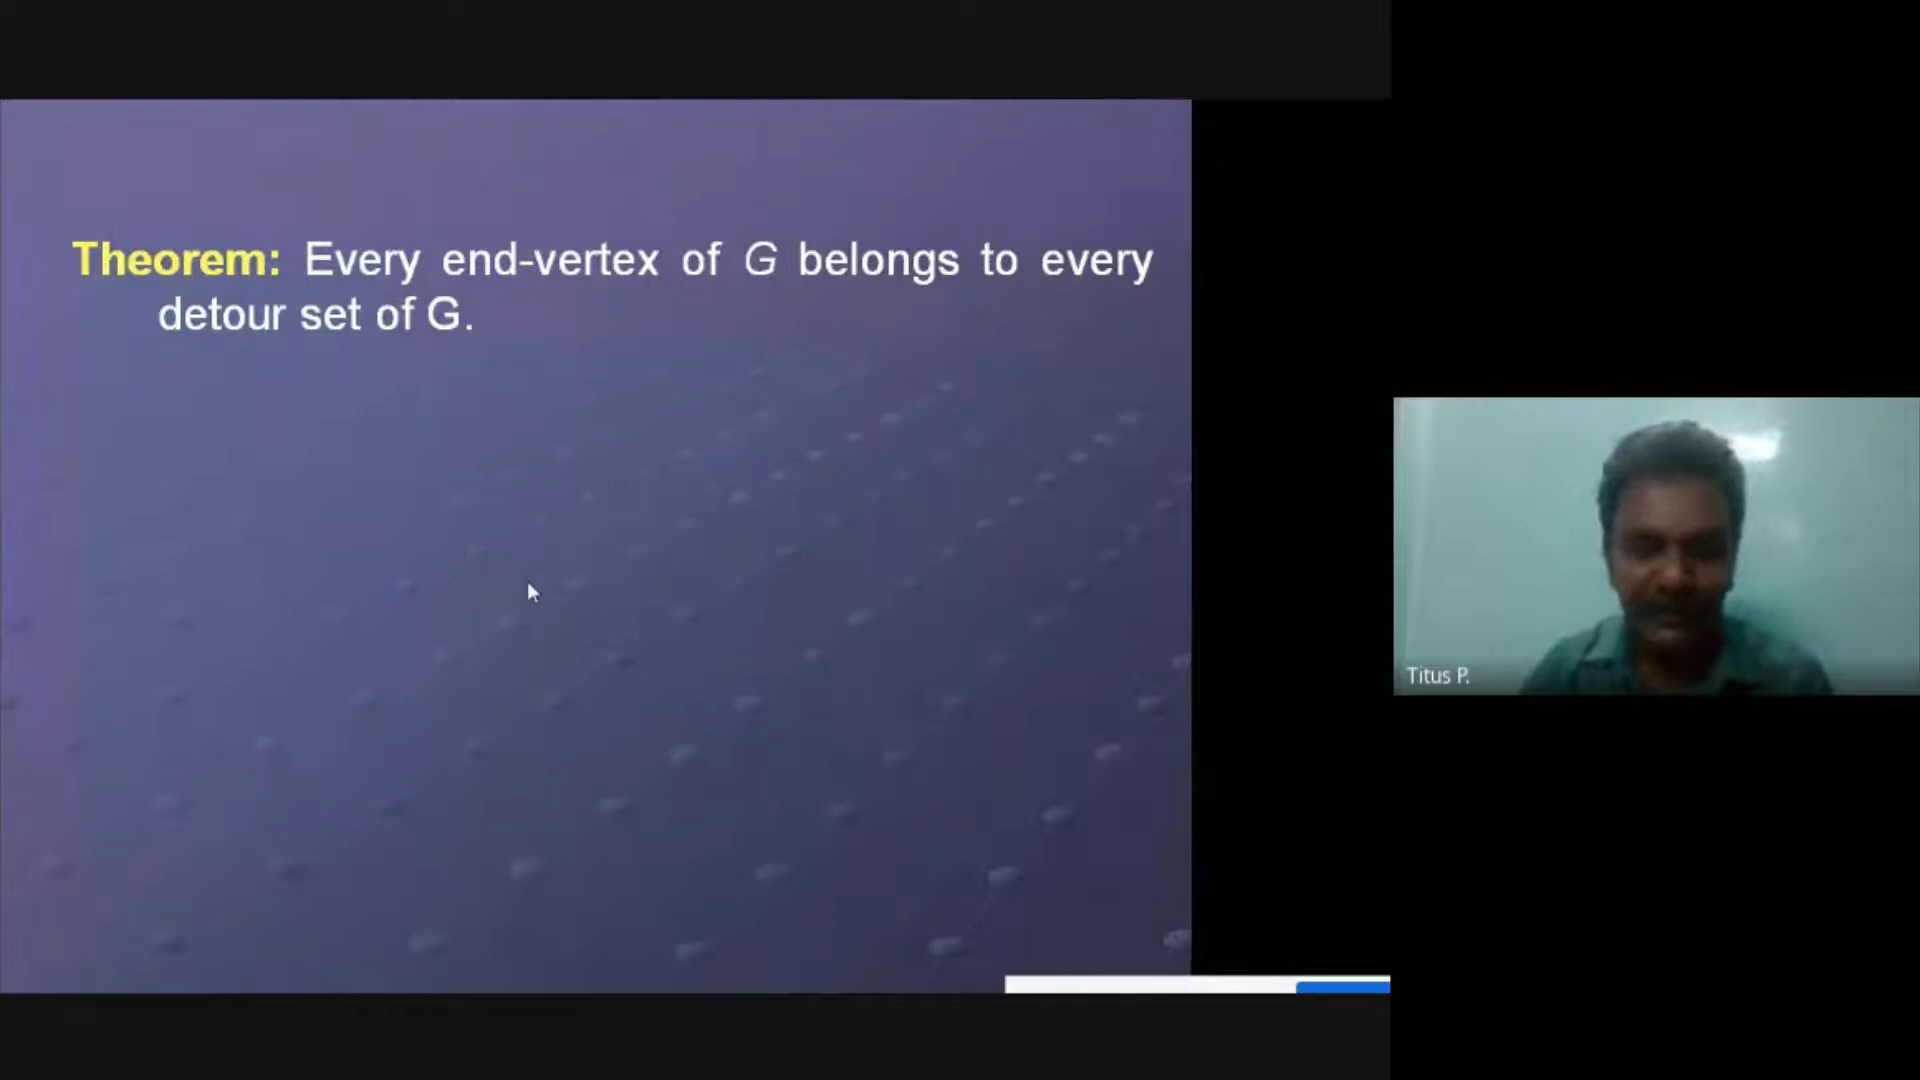 Theorem: Every end-vertex of G belongs to every
detour set of G.
Titus P.